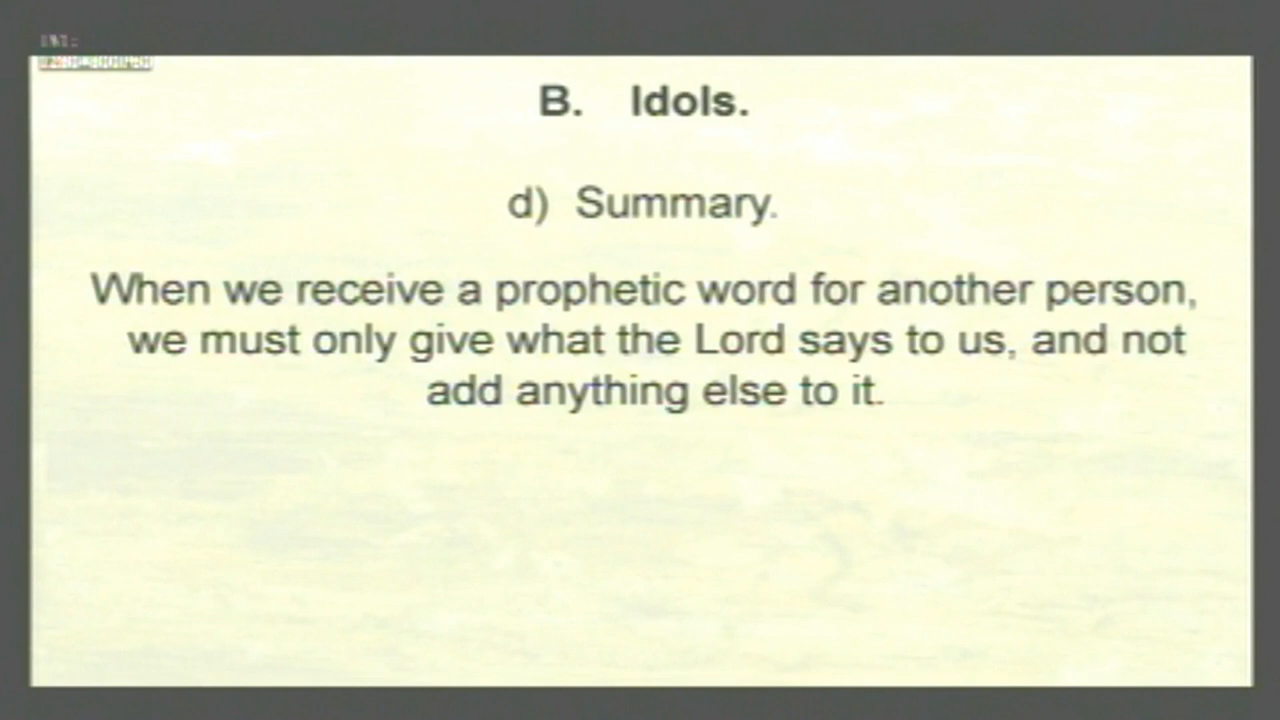 B. Idols.
d) Summary.
When we receive a prophetic word for another person,
we must only give what the Lord says to us, and not
add anything else to it.